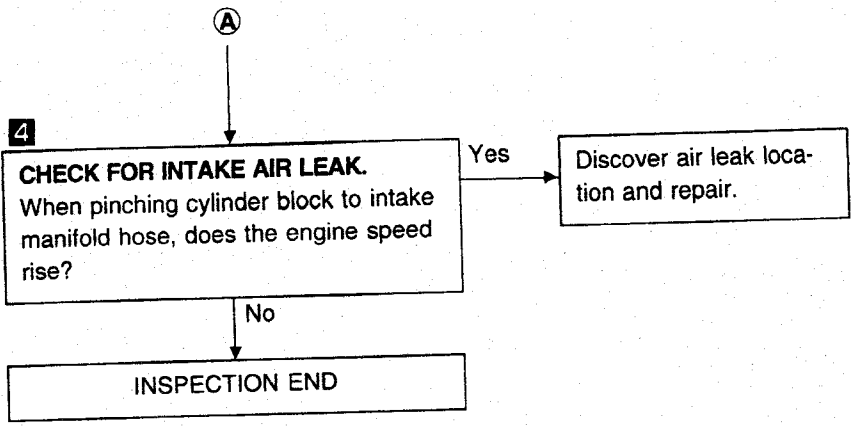 A
4
CHECK FOR INTAKE AIR LEAK.
When pinching cylinder block to intake
manifold hose, does the engine speed
rise?
Yes
Discover air leak loca-
tion and repair.
No
INSPECTION END